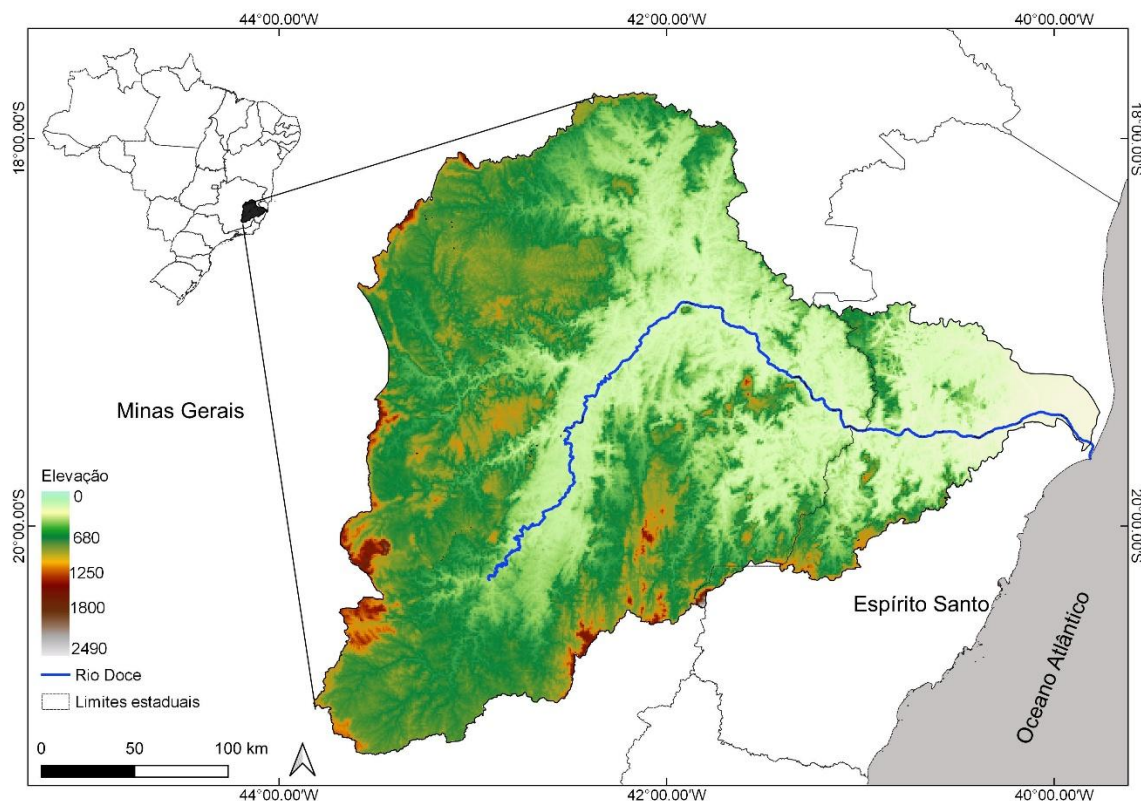 44°00.00'W
42°00.00'W
40°00.00'W
18°00.00'S
18°00.00'S
Minas Gerais
Elevação
0
680
1250
1800
2490
Rio Doce
Limites estaduais
0 50 100 km
20°00.00'S
20°00.00'S
Espírito Santo
Oceano Atlântico
44°00.00'W
42°00.00'W
40°00.00'W